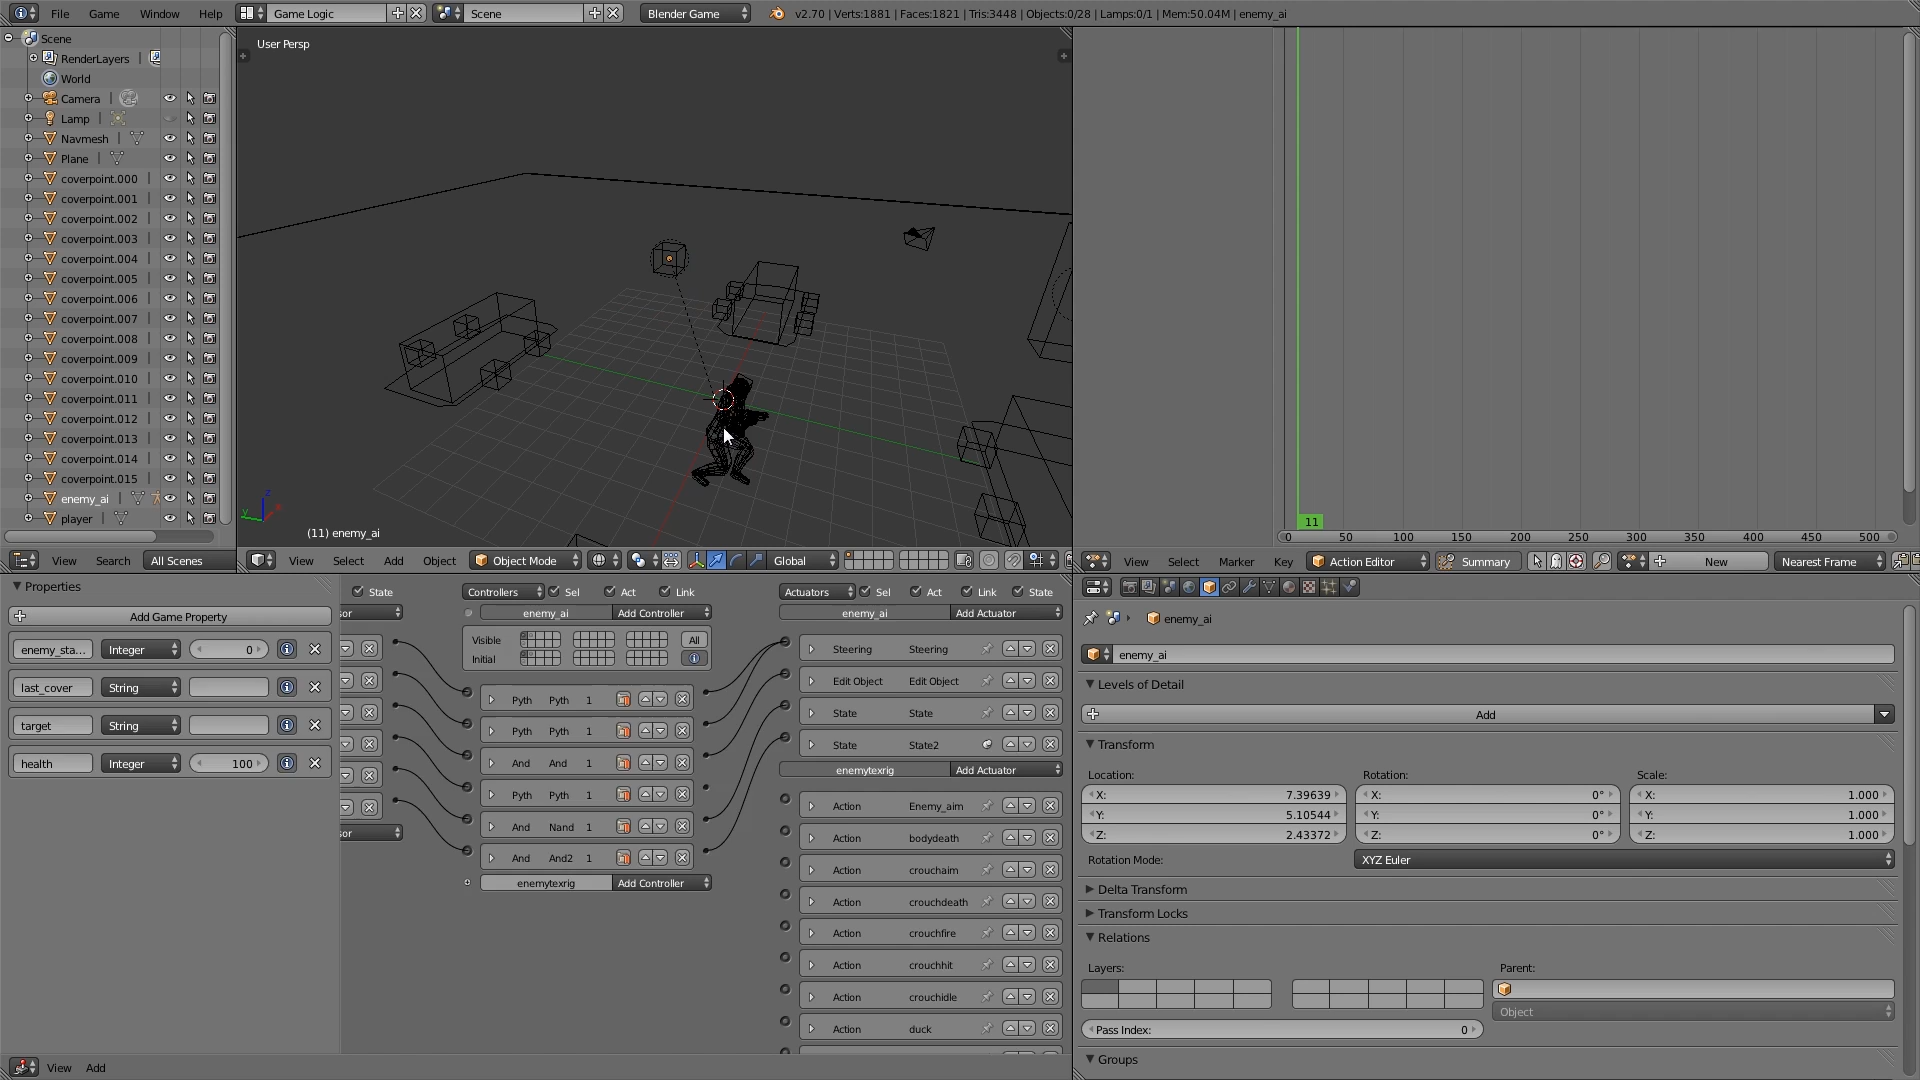 File Game Window Help Game Logic Scene Blender Game v2.70 | Verts:1881 | Faces:1821 | Tris:3448 | Objects:0/28 | Lamps:0/1 | Mem:50.04M | enemy_ai
Scene
RenderLayers |
World
Camera |
Lamp |
Navmesh |
Plane |
coverpoint.000 |
coverpoint.001 |
coverpoint.002 |
coverpoint.003 |
coverpoint.004 |
coverpoint.005 |
coverpoint.006 |
coverpoint.007 |
coverpoint.008 |
coverpoint.009 |
coverpoint.010 |
coverpoint.011 |
coverpoint.012 |
coverpoint.013 |
coverpoint.014 |
coverpoint.015 |
enemy_ai |
player |
View Search All Scenes
User Persp
z
y
x
(11) enemy_ai
View Select Add Object Object Mode Global
11
0 50 100 150 200 250 300 350 400 450 500
View Select Marker Key Action Editor Summary New Nearest Frame
Properties
Add Game Property
enemy_sta... Integer 0
last_cover String
target String
health Integer 100
State
sor
sor
Controllers Sel Act Link
enemy_ai Add Controller
Visible All
Initial
Pyth Pyth 1
Pyth Pyth 1
And And 1
Pyth Pyth 1
And Nand 1
And And2 1
enemytexrig Add Controller
Actuators Sel Act Link State
enemy_ai Add Actuator
Steering Steering
Edit Object Edit Object
State State
State State2
enemytexrig Add Actuator
Action Enemy_aim
Action bodydeath
Action crouchaim
Action crouchdeath
Action crouchfire
Action crouchhit
Action crouchidle
Action duck
View Add
enemy_ai
enemy_ai
Levels of Detail
Add
Transform
Location: Rotation: Scale:
X: 7.39639 X: 0° X: 1.000
Y: 5.10544 Y: 0° Y: 1.000
Z: 2.43372 Z: 0° Z: 1.000
Rotation Mode: XYZ Euler
Delta Transform
Transform Locks
Relations
Layers: Parent:
Object
Pass Index: 0
Groups